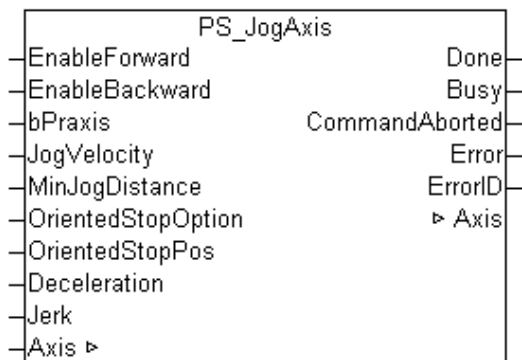 PS_JogAxis
EnableForward Done
EnableBackward Busy
bPraxis CommandAborted
JogVelocity Error
MinJogDistance ErrorID
OrientedStopOption ▹ Axis
OrientedStopPos
Deceleration
Jerk
Axis ▹